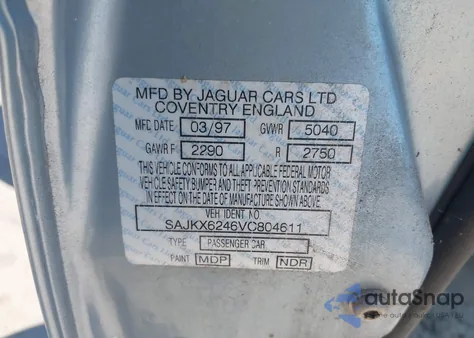 MFD BY JAGUAR CARS LTD
COVENTRY ENGLAND
MFC DATE 03/97 GVWR 5040
GAWR F 2290 R 2750
THIS VEHICLE CONFORMS TO ALL APPLICABLE FEDERAL MOTOR
VEHICLE SAFETY BUMPER AND THEFT PREVENTION STANDARDS
IN EFFECT ON THE DATE OF MANUFACTURE SHOWN ABOVE
VEH IDENT NO
SAJKX6246VC804611
TYPE PASSENGER CAR
PAINT MDP TRIM NDR
autoSnap